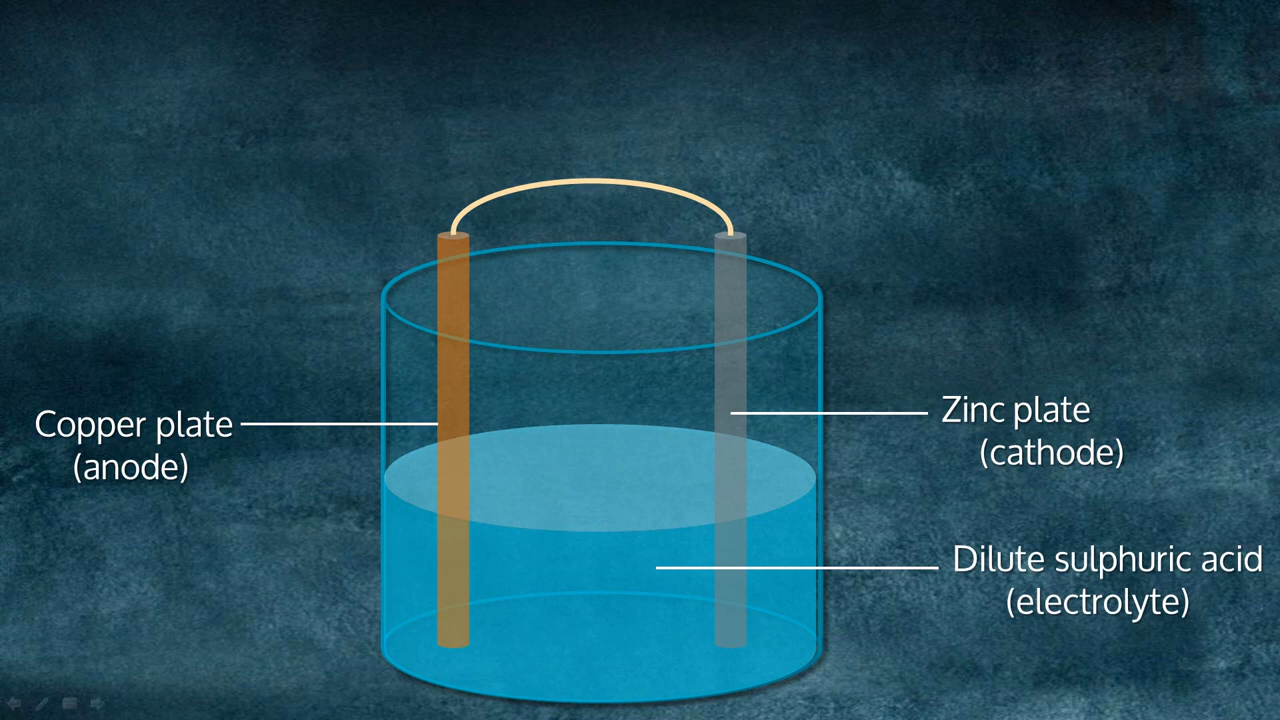 Copper plate
(anode)
Zinc plate
(cathode)
Dilute sulphuric acid
(electrolyte)